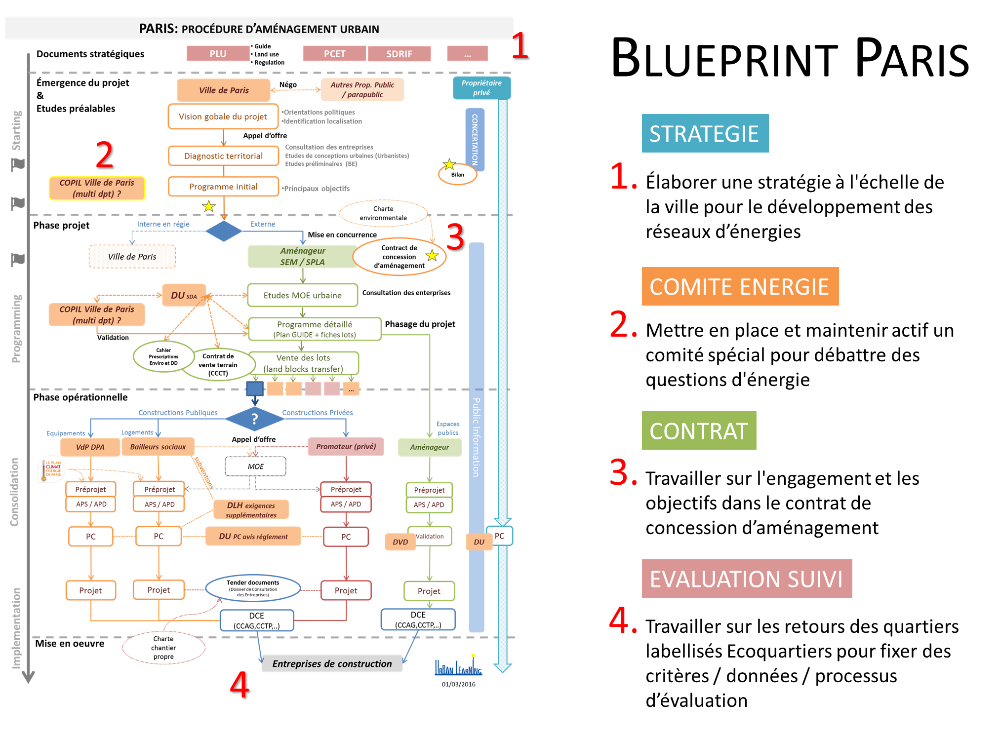 PARIS: PROCÉDURE D'AMÉNAGEMENT URBAIN
1
Documents stratégiques
PLU
• Guide
• Land use
• Regulation
PCET
SDRIF
...
Émergence du projet
&
Etudes préalables
Ville de Paris
Négo
Autres Prop. Public
/ parapublic
Propriétaire
privé
Vision gobale du projet
•Orientations politiques
•Identification localisation
CONCERTATION
Starting
Appel d'offre
2
Diagnostic territorial
Consultation des entreprises
Etudes de conceptions urbaines (Urbanistes)
Etudes préliminaires (BE)
Bilan
COPIL Ville de Paris
(multi dpt) ?
Programme initial
•Principaux objectifs
Charte
environnementale
Phase projet
Interne en régie
Externe
Mise en concurrence
3
Ville de Paris
Aménageur
SEM / SPLA
Contract de
concession
d'aménagement
Programming
DU SDA
Etudes MOE urbaine
Consultation des enterprises
COPIL Ville de Paris
(multi dpt) ?
Validation
Programme détaillé
(Plan GUIDE + fiches lots)
Phasage du projet
Cahier
Prescriptions
Enviro et DD
Contrat de
vente terrain
(CCCT)
Vente des lots
(land blocks transfer)
...
Phase opérationnelle
Public Information
Constructions Publiques
?
Constructions Privées
Equipements
Logements
Appel d'offre
Espaces
publics
VdP DPA
Bailleurs sociaux
Promoteur (privé)
Aménageur
LE PLAN
CLIMAT
ÉNERGIE
DE PARIS
subventions
MOE
Consolidation
Préprojet
Préprojet
Préprojet
Préprojet
APS / APD
APS / APD
APS / APD
APS / APD
DLH exigences
supplémentaires
PC
PC
DU PC avis réglement
PC
DVD
Validation
DU
PC
Implementation
Projet
Projet
Tender documents
(Dossier de Consultation
des Entreprises)
Projet
Projet
DCE
(CCAG,CCTP,..)
DCE
(CCAG,CCTP,..)
Mise en oeuvre
Charte
chantier
propre
Entreprises de construction
4
URBAN LEARNING
01/03/2016
BLUEPRINT PARIS
STRATEGIE
1. Élaborer une stratégie à l'échelle de
la ville pour le développement des
réseaux d'énergies
COMITE ENERGIE
2. Mettre en place et maintenir actif un
comité spécial pour débattre des
questions d'énergie
CONTRAT
3. Travailler sur l'engagement et les
objectifs dans le contrat de
concession d'aménagement
EVALUATION SUIVI
4. Travailler sur les retours des quartiers
labellisés Ecoquartiers pour fixer des
critères / données / processus
d'évaluation